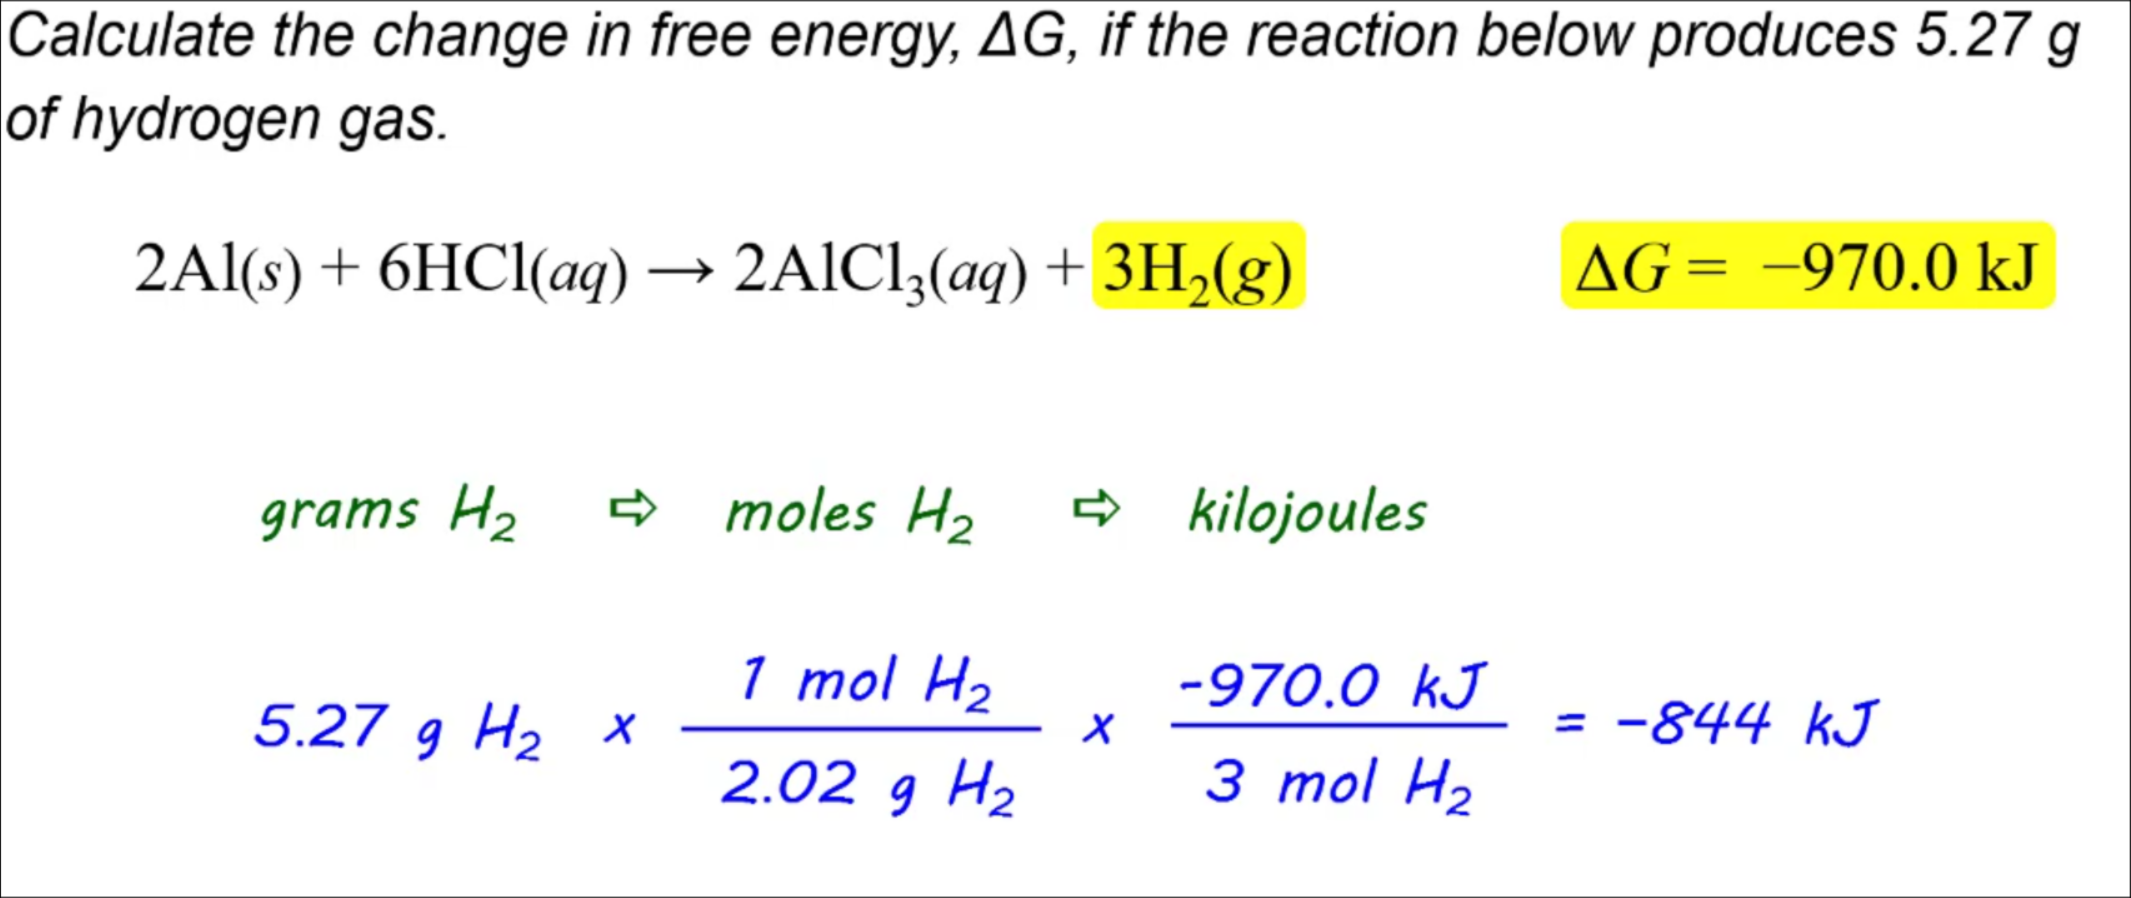 Calculate the change in free energy, ΔG, if the reaction below produces 5.27 g
of hydrogen gas.
2Al(s) + 6HCl(aq) → 2AlCl₃(aq) + 3H₂(g) ΔG = −970.0 kJ
grams H₂ ⇨ moles H₂ ⇨ kilojoules
1 mol H₂ -970.0 kJ
5.27 g H₂ x x = -844 kJ
2.02 g H₂ 3 mol H₂